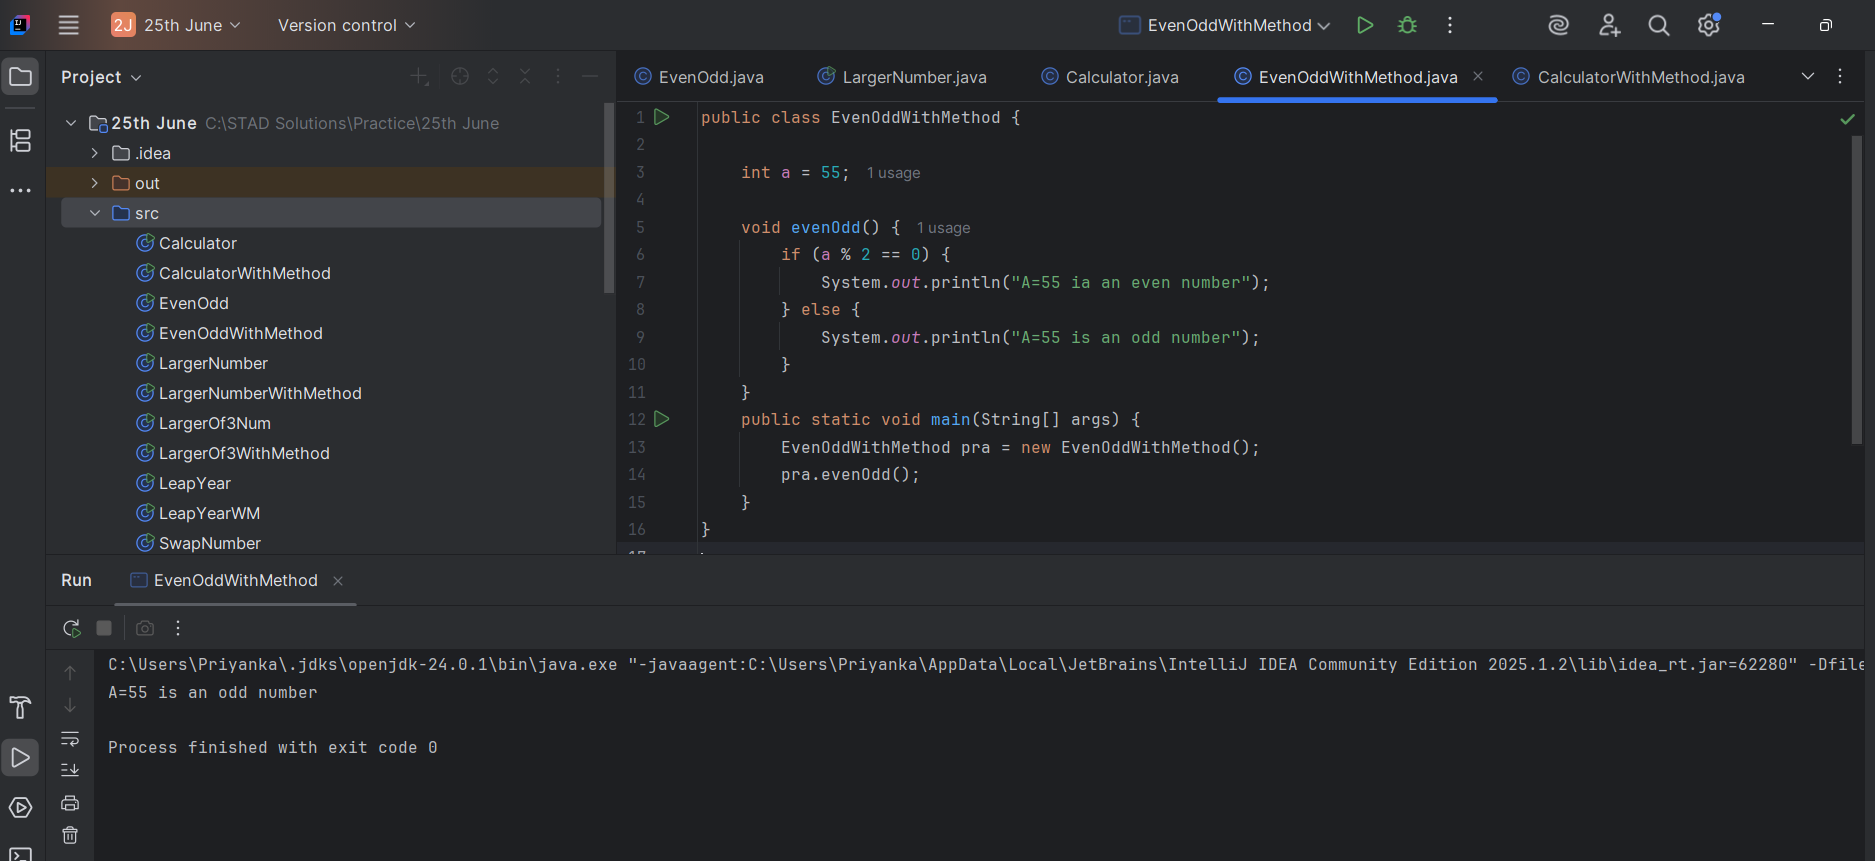 2J 25th June Version control EvenOddWithMethod
Project
EvenOdd.java LargerNumber.java Calculator.java EvenOddWithMethod.java CalculatorWithMethod.java
25th June C:\STAD Solutions\Practice\25th June
.idea
out
src
Calculator
CalculatorWithMethod
EvenOdd
EvenOddWithMethod
LargerNumber
LargerNumberWithMethod
LargerOf3Num
LargerOf3WithMethod
LeapYear
LeapYearWM
SwapNumber
1 public class EvenOddWithMethod {
2
3 int a = 55; 1 usage
4
5 void evenOdd() { 1 usage
6 if (a % 2 == 0) {
7 System.out.println("A=55 ia an even number");
8 } else {
9 System.out.println("A=55 is an odd number");
10 }
11 }
12 public static void main(String[] args) {
13 EvenOddWithMethod pra = new EvenOddWithMethod();
14 pra.evenOdd();
15 }
16 }
Run EvenOddWithMethod
C:\Users\Priyanka\.jdks\openjdk-24.0.1\bin\java.exe "-javaagent:C:\Users\Priyanka\AppData\Local\JetBrains\IntelliJ IDEA Community Edition 2025.1.2\lib\idea_rt.jar=62280" -Dfile
A=55 is an odd number
Process finished with exit code 0